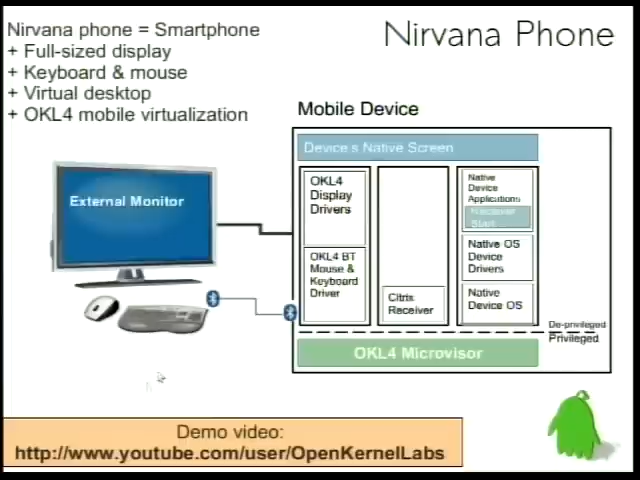 Nirvana Phone
Nirvana phone = Smartphone
+ Full-sized display
+ Keyboard & mouse
+ Virtual desktop
+ OKL4 mobile virtualization
Mobile Device
Device's Native Screen
External Monitor
OKL4
Display
Drivers
OKL4 BT
Mouse &
Keyboard
Driver
Citrix
Receiver
Native
Device
Applications
Receiver
Start
Native OS
Device
Drivers
Native
Device OS
De-privileged
Privileged
OKL4 Microvisor
Demo video:
http://www.youtube.com/user/OpenKernelLabs